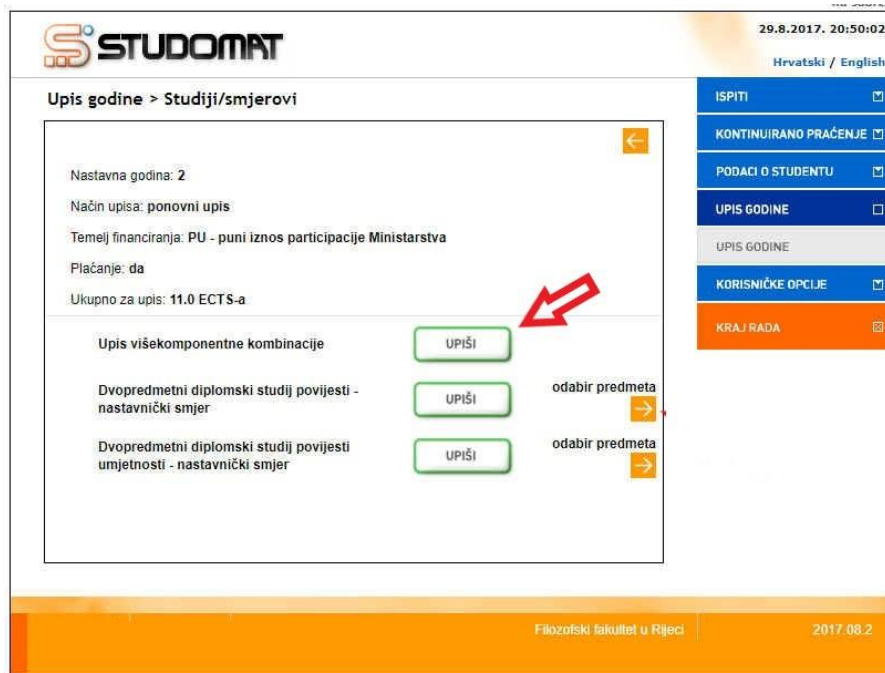 29.8.2017. 20:50:02
STUDOMAT
Hrvatski / English
Upis godine > Studiji/smjerovi
Nastavna godina: 2
Način upisa: ponovni upis
Temelj financiranja: PU - puni iznos participacije Ministarstva
Plaćanje: da
Ukupno za upis: 11.0 ECTS-a
Upis višekomponentne kombinacije
UPIŠI
Dvopredmetni diplomski studij povijesti -
nastavnički smjer
UPIŠI
odabir predmeta
Dvopredmetni diplomski studij povijesti
umjetnosti - nastavnički smjer
UPIŠI
odabir predmeta
ISPITI
KONTINUIRANO PRAĆENJE
PODACI O STUDENTU
UPIS GODINE
UPIS GODINE
KORISNIČKE OPCIJE
KRAJ RADA
Filozofski fakultet u Rijeci
2017.08.2